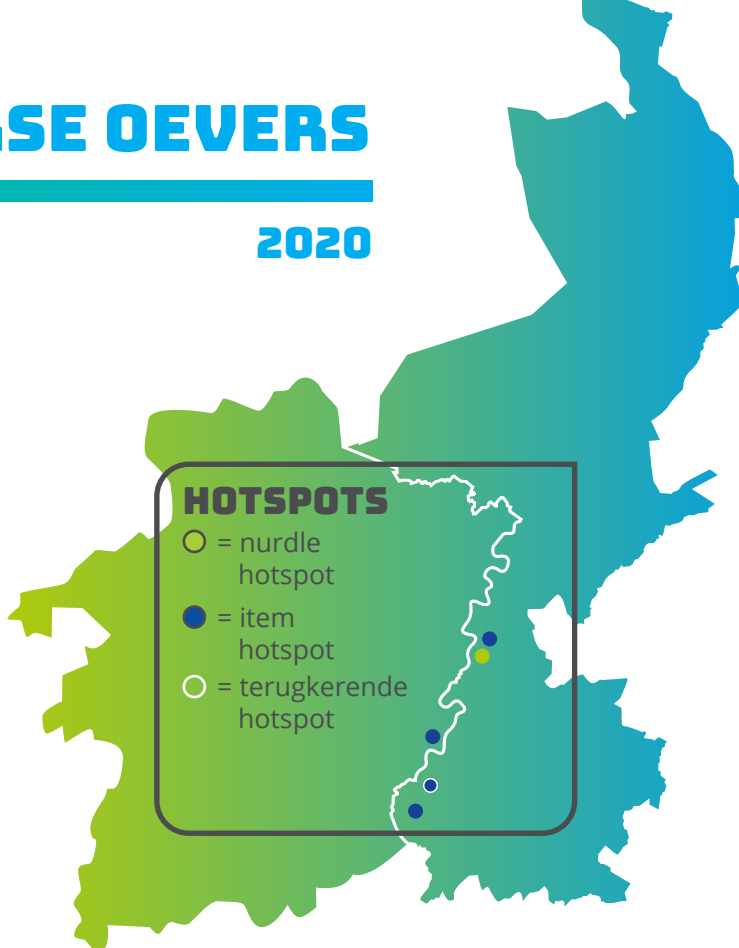 SE OEVERS
2020
HOTSPOTS
= nurdle
hotspot
= item
hotspot
= terugkerende
hotspot